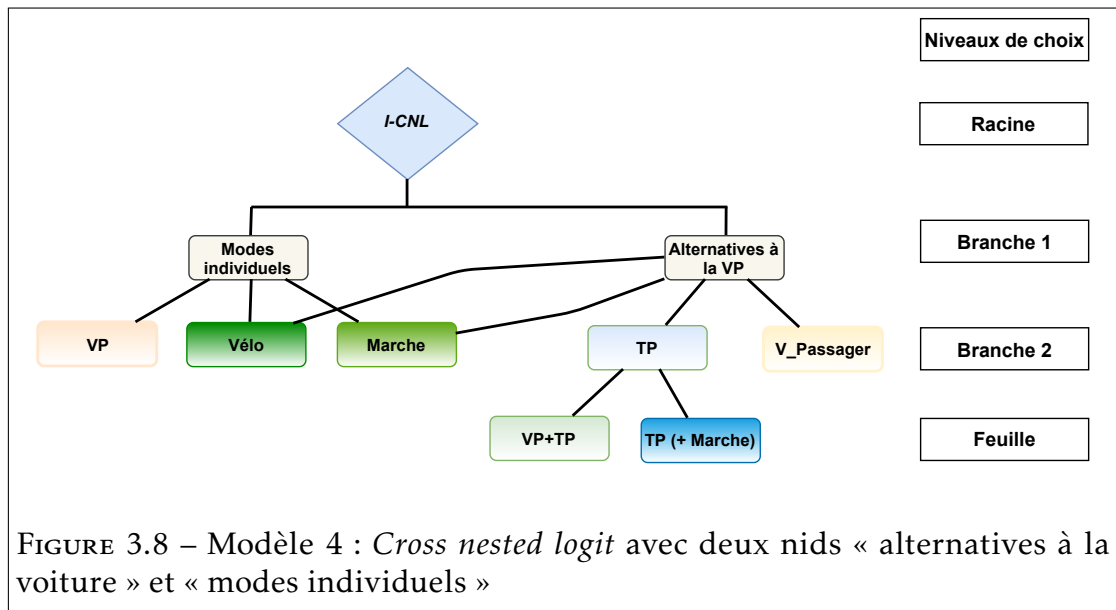 Niveaux de choix
I-CNL
Racine
Modes
individuels
Alternatives à
la VP
Branche 1
VP
Vélo
Marche
TP
V_Passager
Branche 2
VP+TP
TP (+ Marche)
Feuille
FIGURE 3.8 – Modèle 4 : Cross nested logit avec deux nids « alternatives à la
voiture » et « modes individuels »